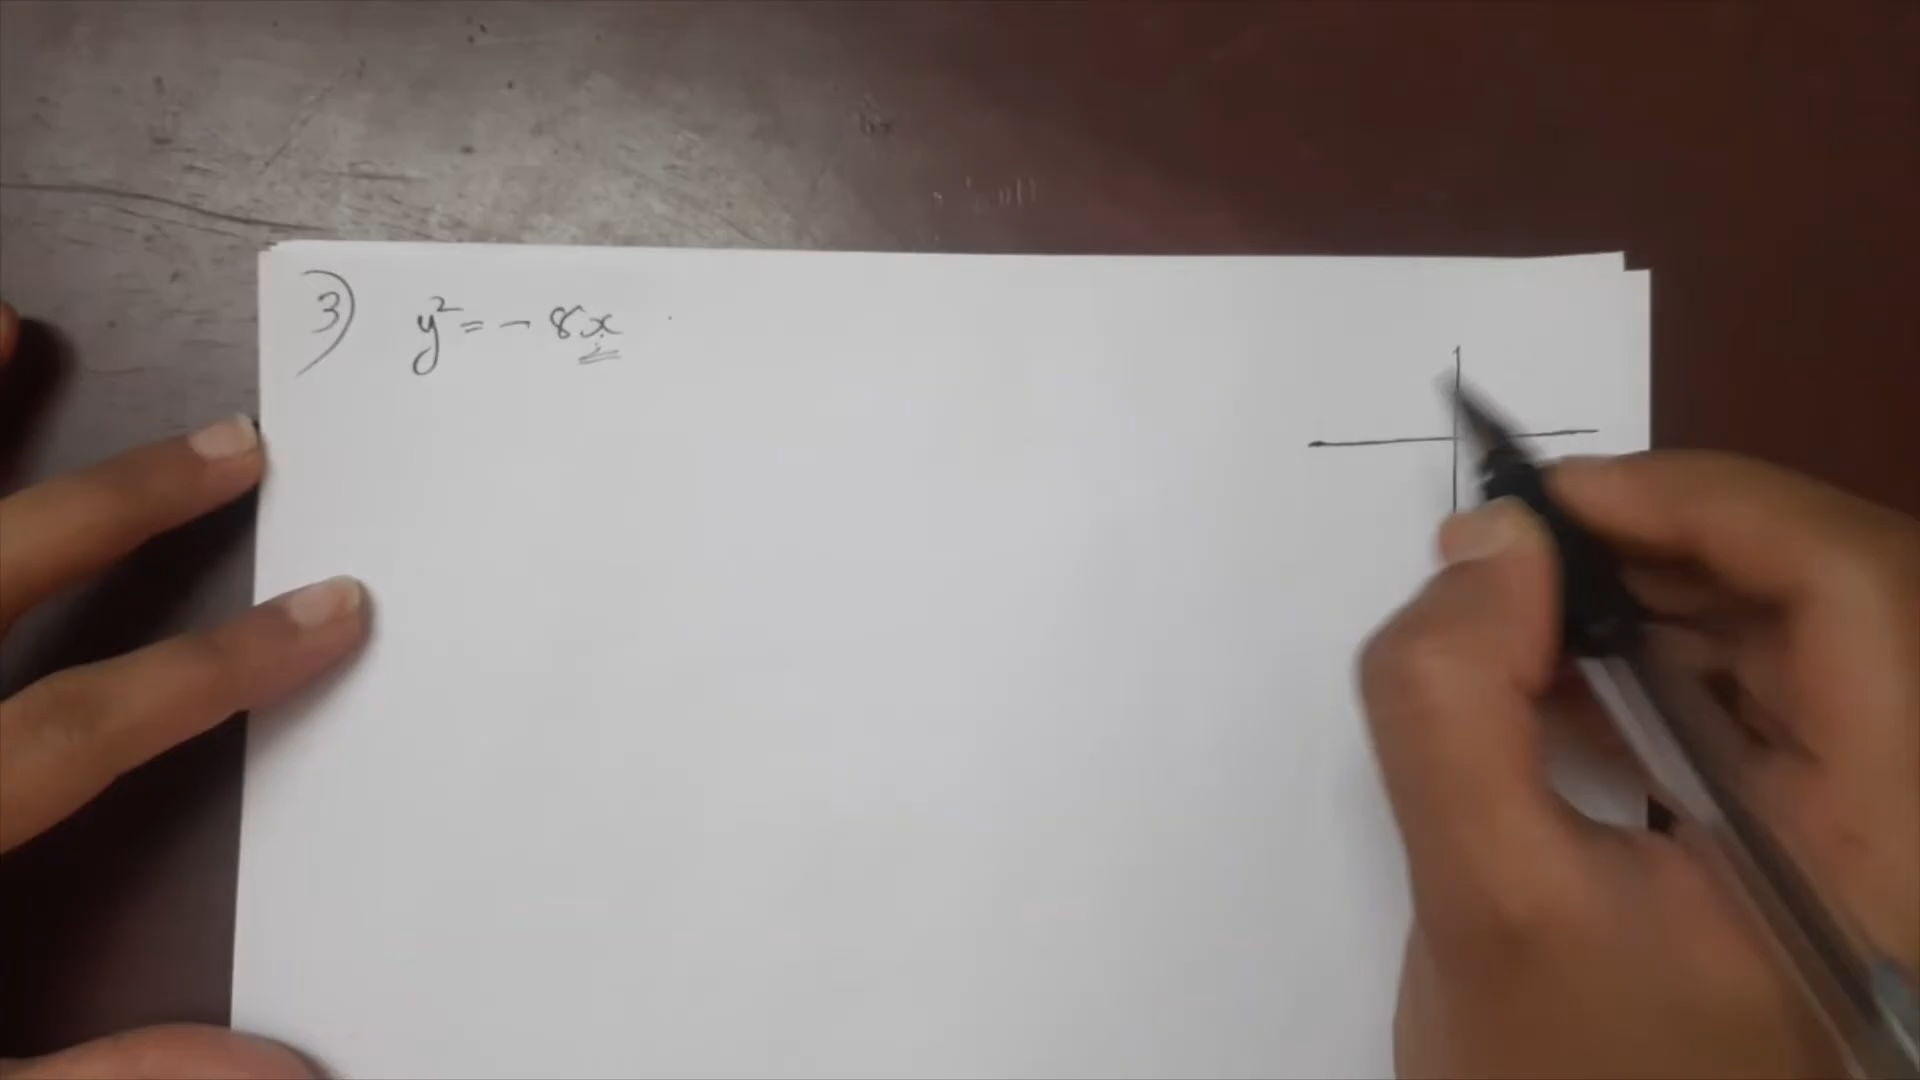 3) y² = - 8x